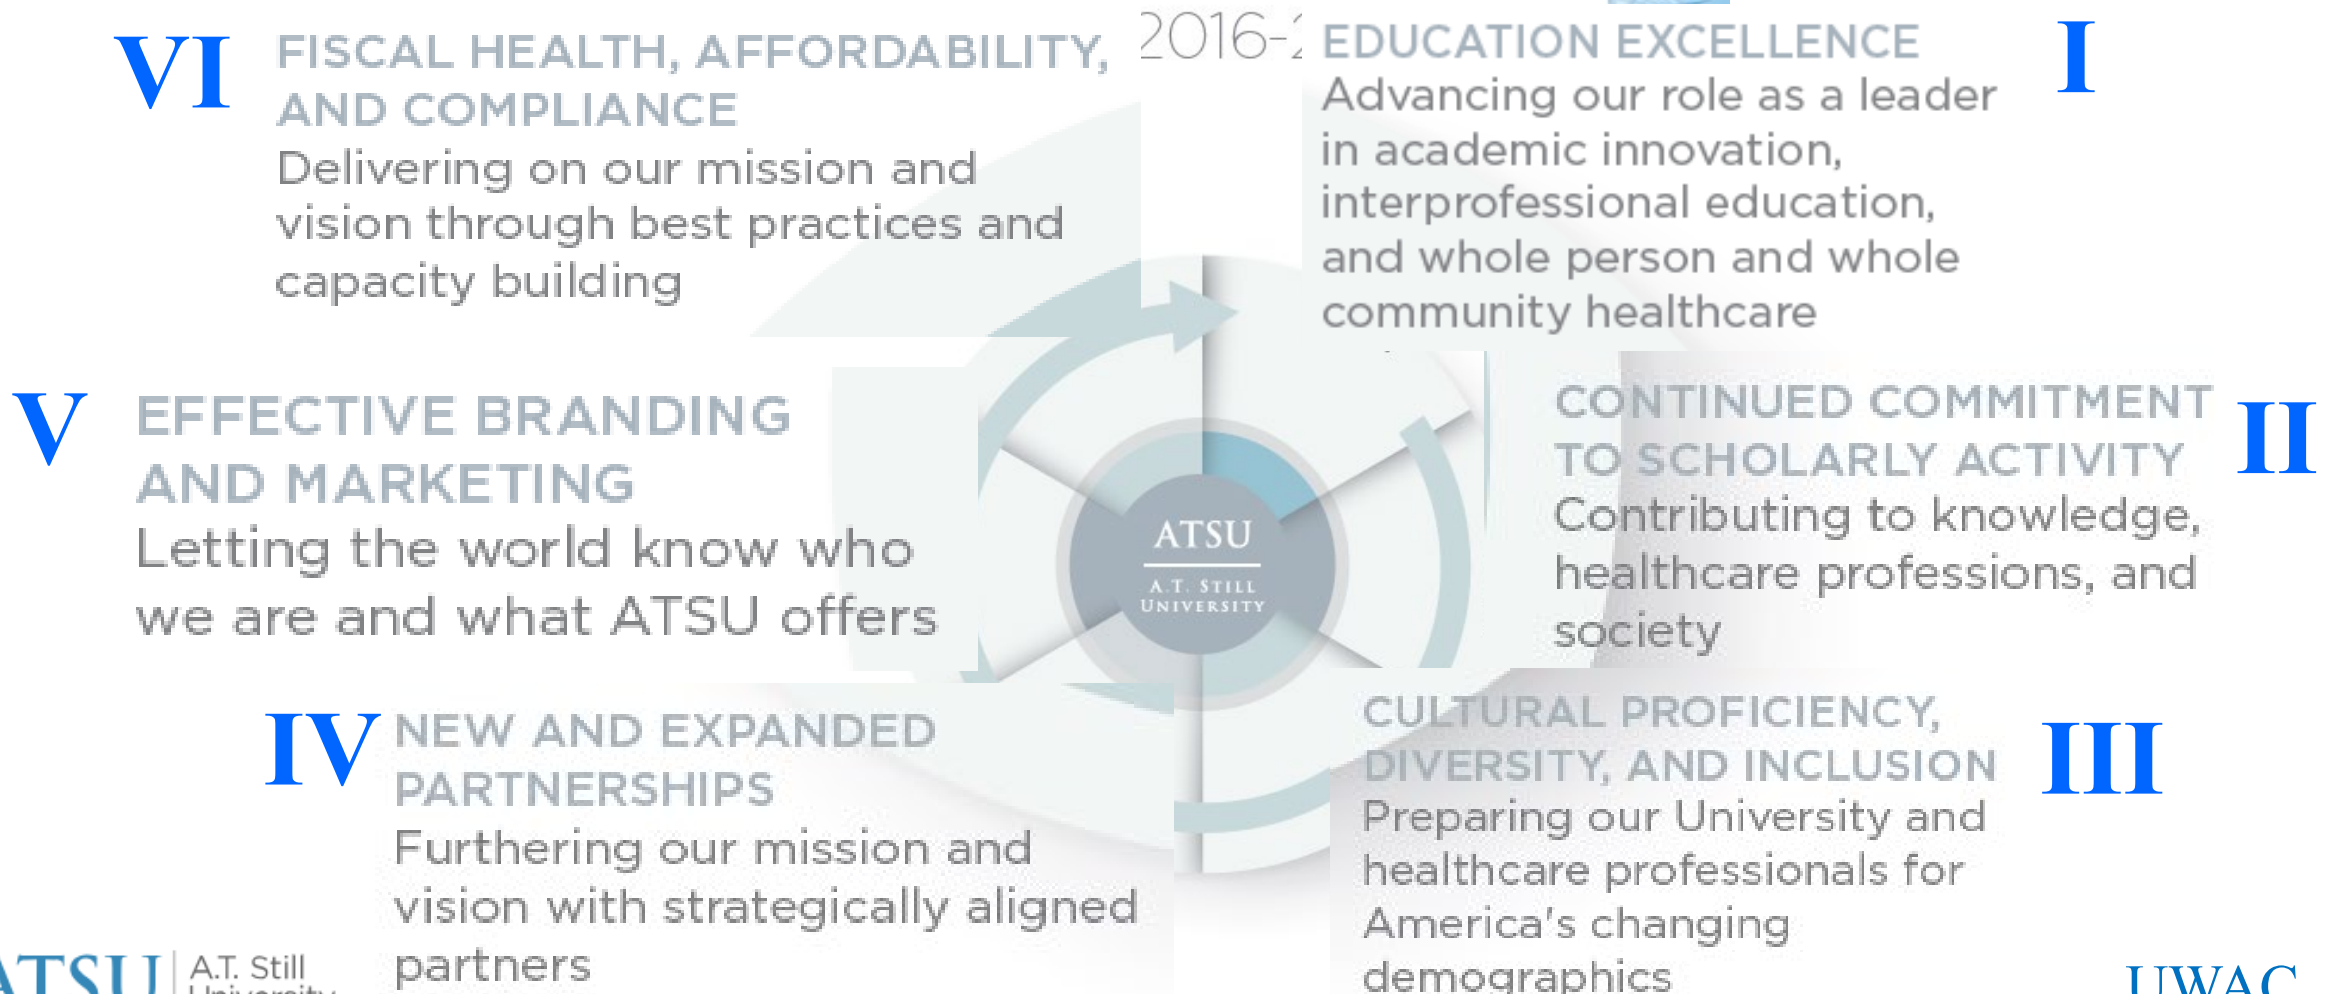 2016-
VI
FISCAL HEALTH, AFFORDABILITY,
AND COMPLIANCE
Delivering on our mission and
vision through best practices and
capacity building
I
EDUCATION EXCELLENCE
Advancing our role as a leader
in academic innovation,
interprofessional education,
and whole person and whole
community healthcare
V
EFFECTIVE BRANDING
AND MARKETING
Letting the world know who
we are and what ATSU offers
ATSU
A.T. STILL
UNIVERSITY
CONTINUED COMMITMENT
TO SCHOLARLY ACTIVITY
II
Contributing to knowledge,
healthcare professions, and
society
IV
NEW AND EXPANDED
PARTNERSHIPS
Furthering our mission and
vision with strategically aligned
partners
CULTURAL PROFICIENCY,
DIVERSITY, AND INCLUSION
III
Preparing our University and
healthcare professionals for
America's changing
demographics
ATSU
A.T. Still
University
UWAC